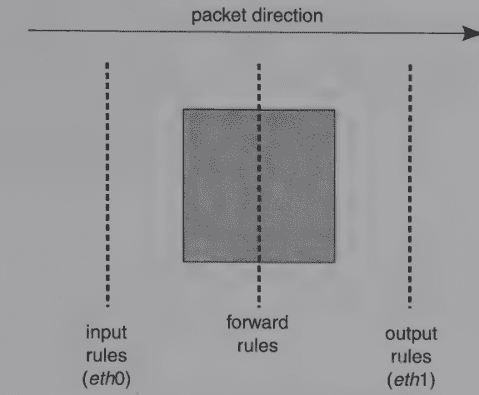 packet direction
input
rules
(eth0)
forward
rules
output
rules
(eth1)